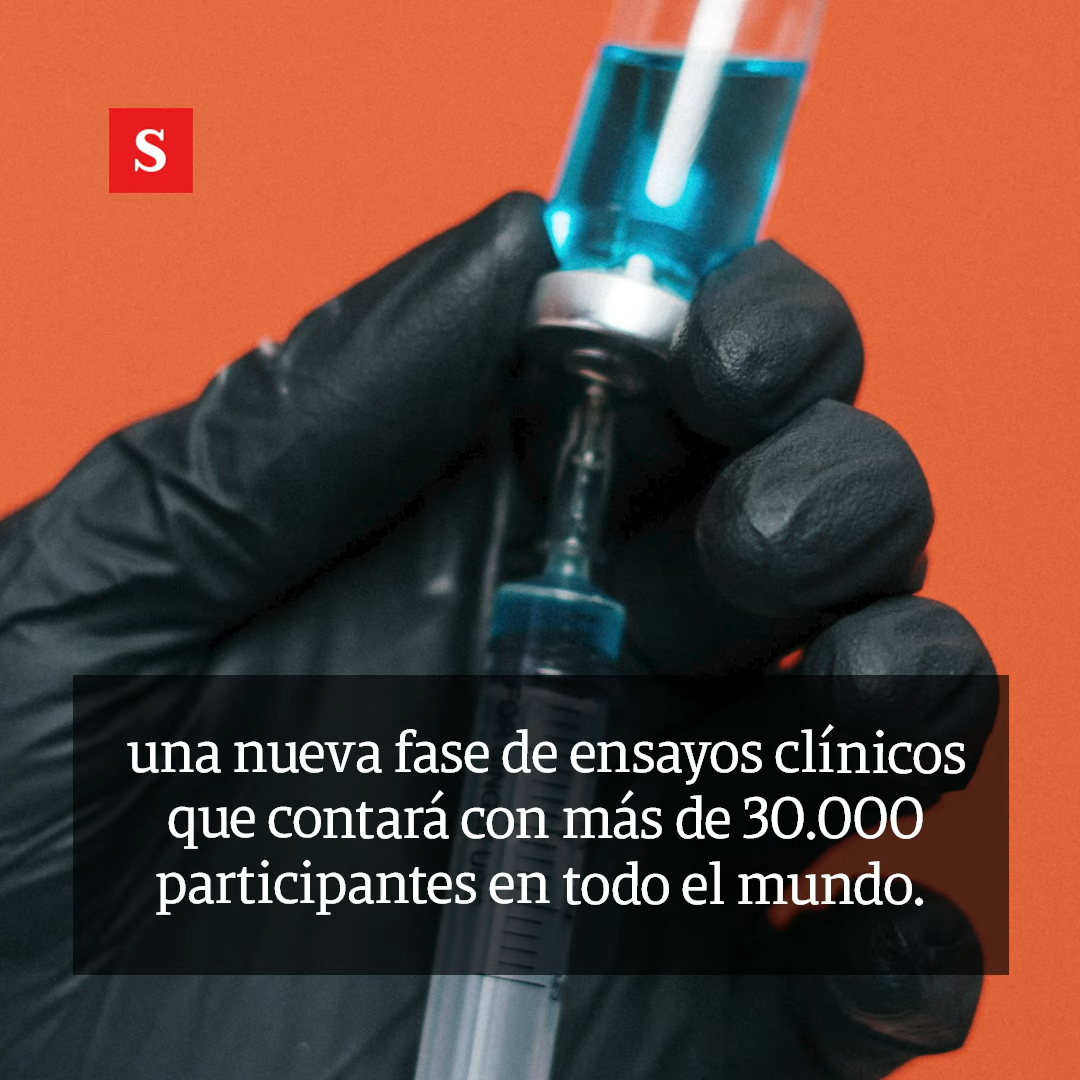 S
una nueva fase de ensayos clínicos
que contará con más de 30.000
participantes en todo el mundo.